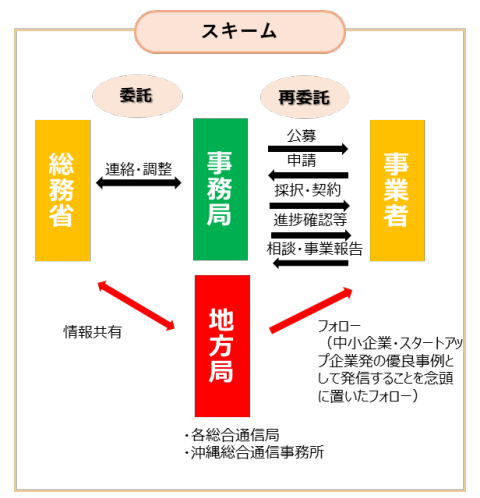 スキーム
委託
再委託
総務省
連絡・調整
事務局
公募
申請
採択・契約
進捗確認等
相談・事業報告
事業者
情報共有
地方局
フォロー
（中小企業・スタートアッ
プ企業発の優良事例と
して発信することを念頭
に置いたフォロー）
・各総合通信局
・沖縄総合通信事務所